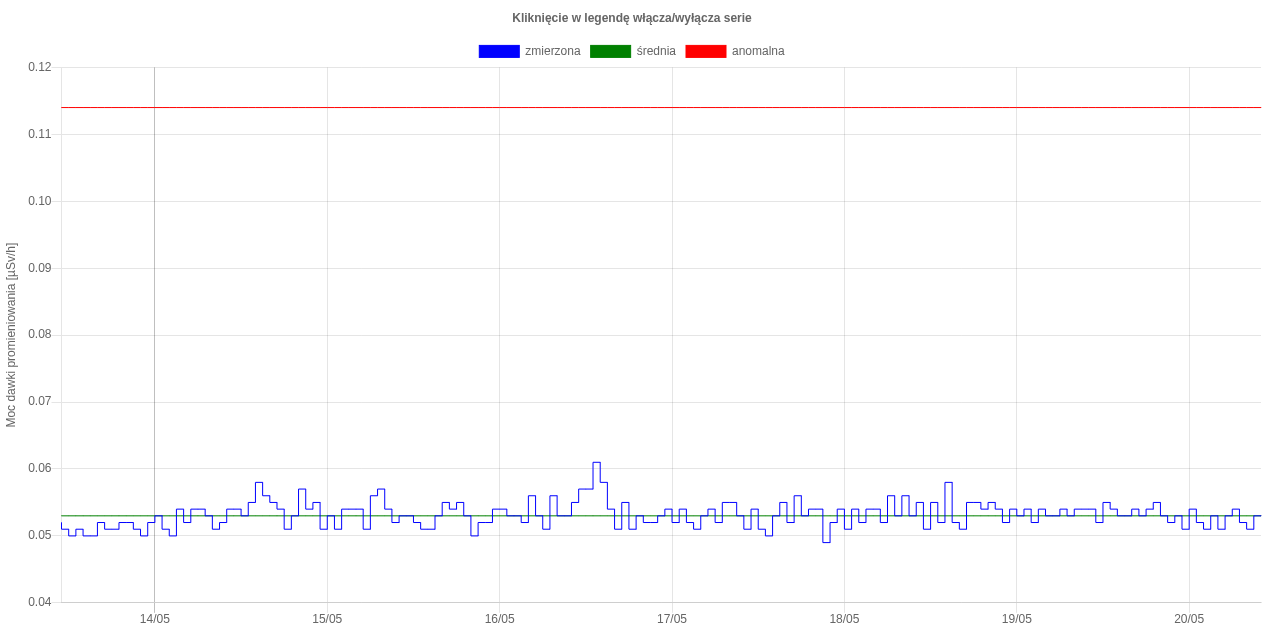 Kliknięcie w legendę włącza/wyłącza serie
zmierzona średnia anomalna
Moc dawki promieniowania [µSv/h]
0.12
0.11
0.10
0.09
0.08
0.07
0.06
0.05
0.04
14/05 15/05 16/05 17/05 18/05 19/05 20/05